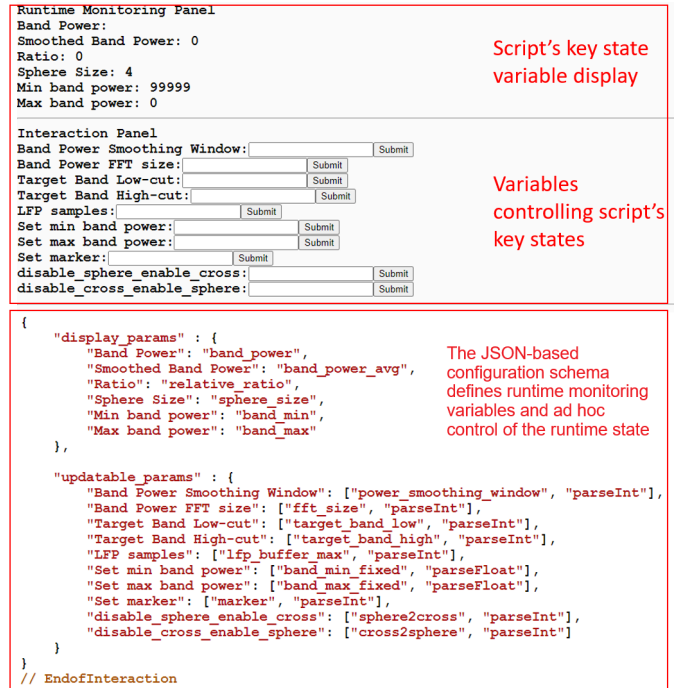 Runtime Monitoring Panel
Band Power:
Smoothed Band Power: 0
Ratio: 0
Sphere Size: 4
Min band power: 99999
Max band power: 0
Script's key state
variable display
Interaction Panel
Band Power Smoothing Window: Submit
Band Power FFT size: Submit
Target Band Low-cut: Submit
Target Band High-cut: Submit
LFP samples: Submit
Set min band power: Submit
Set max band power: Submit
Set marker: Submit
disable_sphere_enable_cross: Submit
disable_cross_enable_sphere: Submit
Variables
controlling script's
key states
{
    "display_params" : {
        "Band Power": "band_power",
        "Smoothed Band Power": "band_power_avg",
        "Ratio": "relative_ratio",
        "Sphere Size": "sphere_size",
        "Min band power": "band_min",
        "Max band power": "band_max"
    },
The JSON-based
configuration schema
defines runtime monitoring
variables and ad hoc
control of the runtime state
    "updatable_params" : {
        "Band Power Smoothing Window": ["power_smoothing_window", "parseInt"],
        "Band Power FFT size": ["fft_size", "parseInt"],
        "Target Band Low-cut": ["target_band_low", "parseInt"],
        "Target Band High-cut": ["target_band_high", "parseInt"],
        "LFP samples": ["lfp_buffer_max", "parseInt"],
        "Set min band power": ["band_min_fixed", "parseFloat"],
        "Set max band power": ["band_max_fixed", "parseFloat"],
        "Set marker": ["marker", "parseInt"],
        "disable_sphere_enable_cross": ["sphere2cross", "parseInt"],
        "disable_cross_enable_sphere": ["cross2sphere", "parseInt"]
    }
}
// EndofInteraction